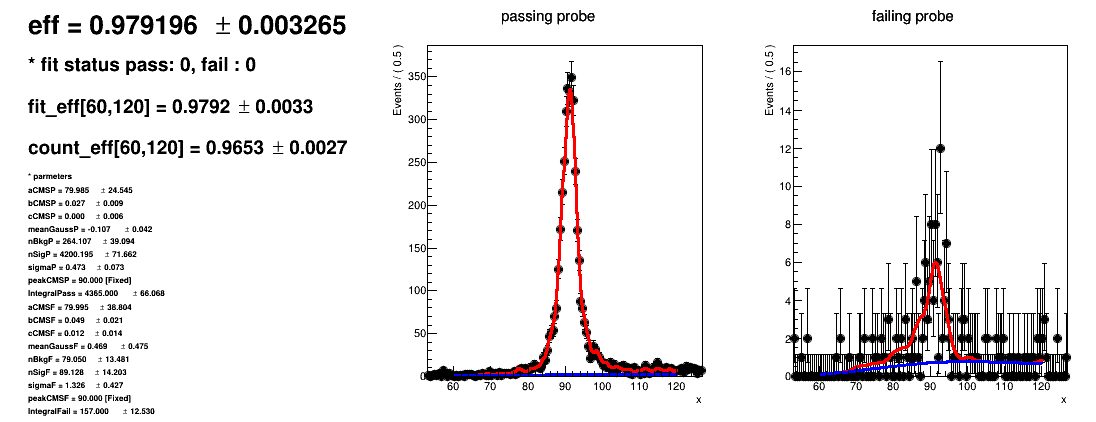 eff = 0.979196 ± 0.003265
* fit status pass: 0, fail : 0
fit_eff[60,120] = 0.9792 ± 0.0033
count_eff[60,120] = 0.9653 ± 0.0027
* parmeters
aCMSP = 79.985 ± 24.545
bCMSP = 0.027 ± 0.009
cCMSP = 0.000 ± 0.006
meanGaussP = -0.107 ± 0.042
nBkgP = 264.107 ± 39.094
nSigP = 4200.195 ± 71.662
sigmaP = 0.473 ± 0.073
peakCMSP = 90.000 [Fixed]
IntegralPass = 4365.000 ± 66.068
aCMSF = 79.995 ± 38.804
bCMSF = 0.049 ± 0.021
cCMSF = 0.012 ± 0.014
meanGaussF = 0.469 ± 0.475
nBkgF = 79.050 ± 13.481
nSigF = 89.128 ± 14.203
sigmaF = 1.326 ± 0.427
peakCMSF = 90.000 [Fixed]
IntegralFail = 157.000 ± 12.530
passing probe
Events / ( 0.5 )
350
300
250
200
150
100
50
0
60 70 80 90 100 110 120
x
failing probe
Events / ( 0.5 )
16
14
12
10
8
6
4
2
0
60 70 80 90 100 110 120
x